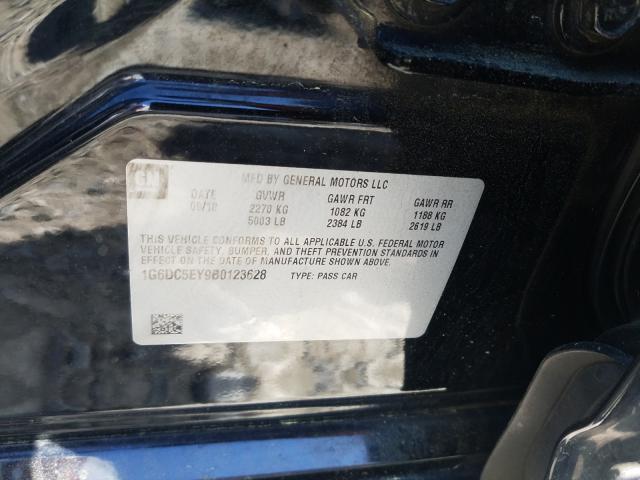 GM
MFD BY GENERAL MOTORS LLC
DATE GVWR GAWR FRT GAWR RR
2270 KG 1082 KG 1188 KG
5003 LB 2384 LB 2619 LB
THIS VEHICLE CONFORMS TO ALL APPLICABLE U.S. FEDERAL MOTOR
VEHICLE SAFETY, BUMPER, AND THEFT PREVENTION STANDARDS IN
EFFECT ON THE DATE OF MANUFACTURE SHOWN ABOVE.
1G6DC5EY9B0123628 TYPE: PASS CAR